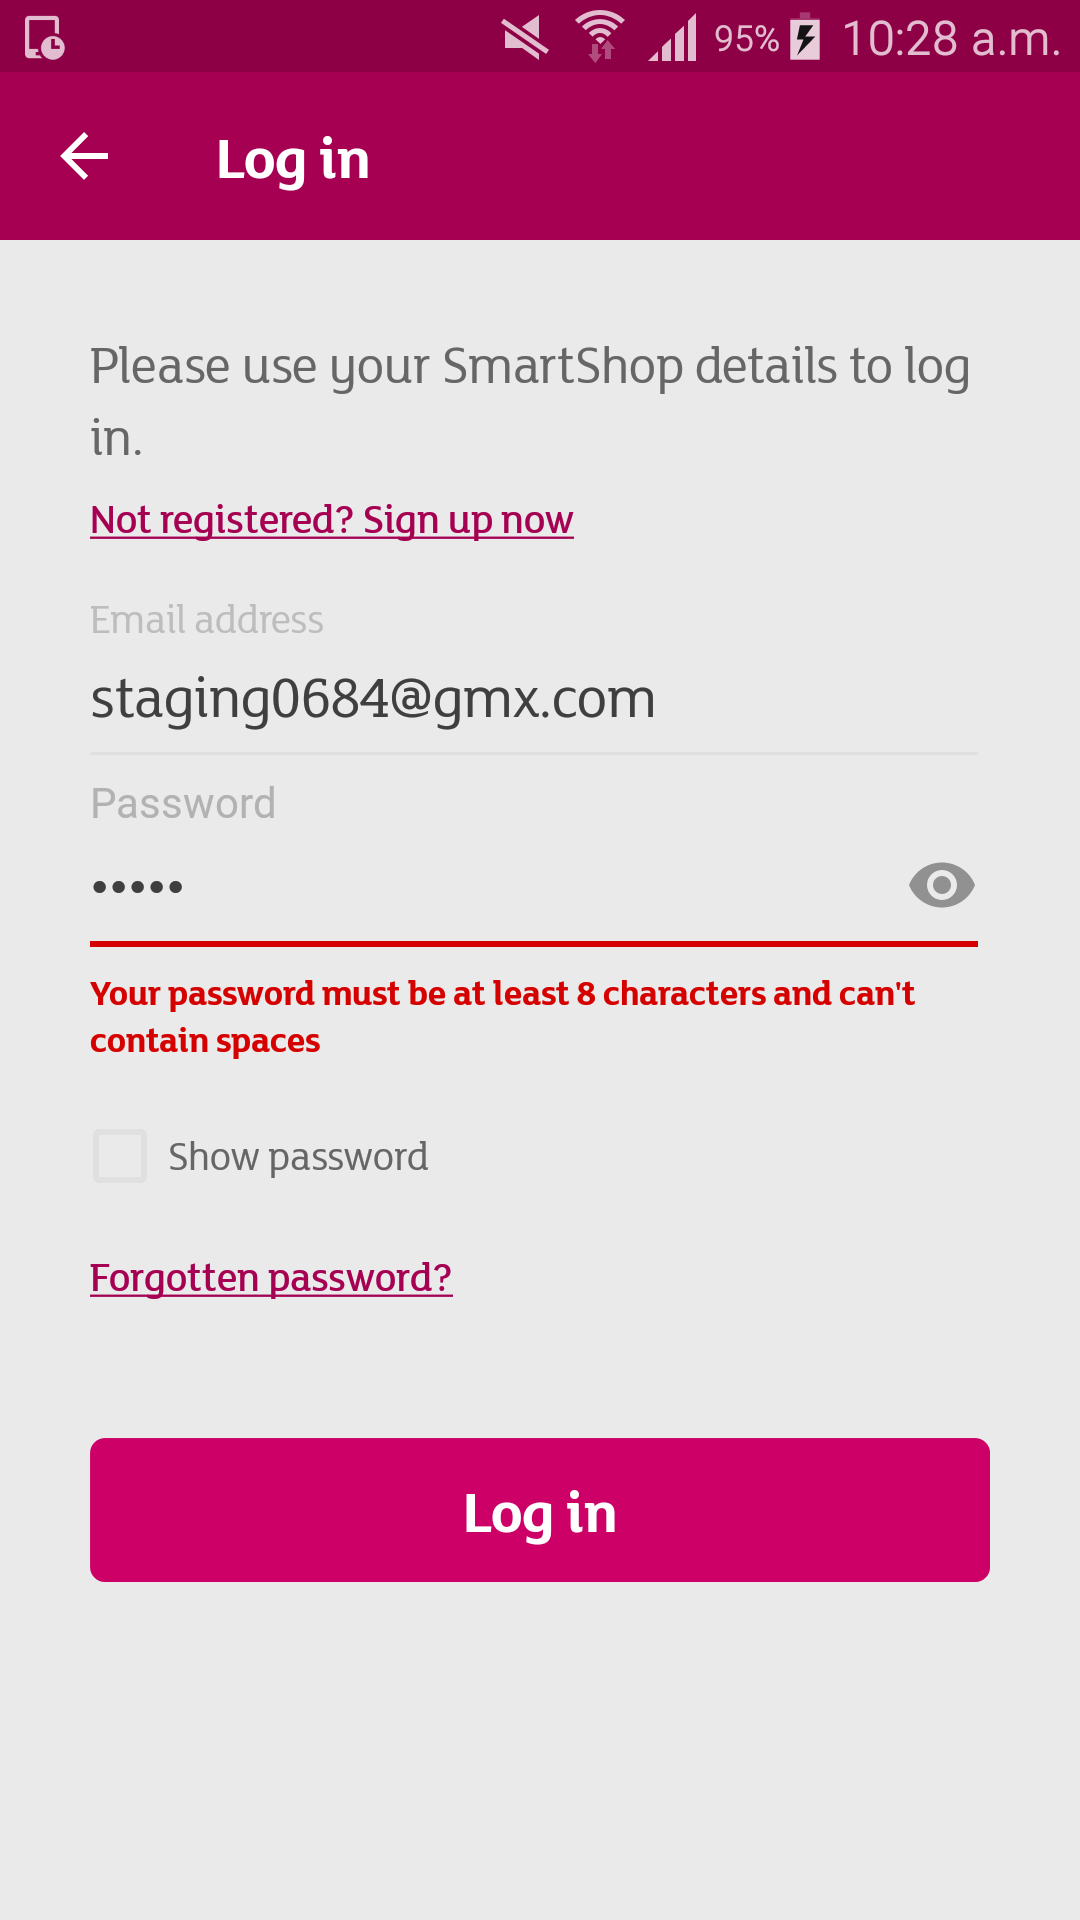 95% 10:28 a.m.
Log in
Please use your SmartShop details to log
in.
Not registered? Sign up now
Email address
staging0684@gmx.com
Password
•••••
Your password must be at least 8 characters and can't
contain spaces
Show password
Forgotten password?
Log in